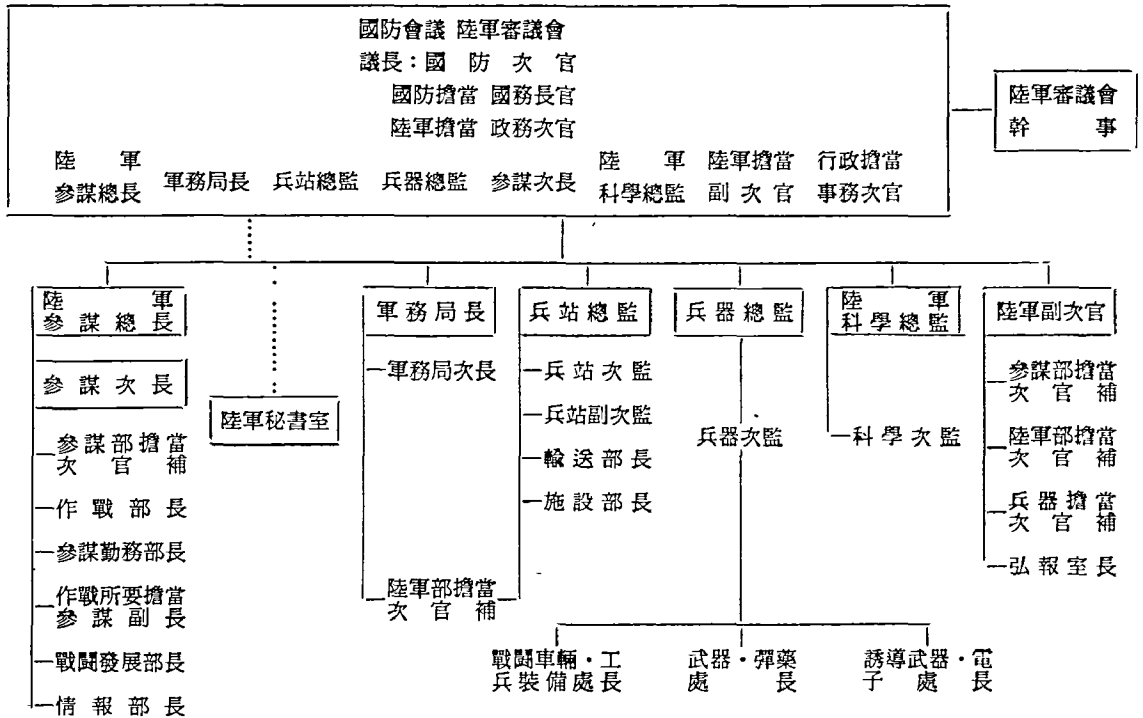 國防會議 陸軍審議會
議長：國防次官
國防擔當 國務長官
陸軍擔當 政務次官
陸軍
參謀總長
軍務局長
兵站總監
兵器總監
參謀次長
陸軍
科學總監
陸軍擔當
副次官
行政擔當
事務次官
陸軍審議會
幹事
陸軍
參謀總長
參謀次長
參謀部擔當
次官補
作戰部長
參謀勤務部長
作戰所要擔當
參謀副長
戰鬪發展部長
情報部長
陸軍秘書室
軍務局長
軍務局次長
陸軍部擔當
次官補
兵站總監
兵站次監
兵站副次監
輸送部長
施設部長
兵器總監
兵器次監
戰鬪車輛·工
兵裝備處長
武器·彈藥
處長
誘導武器·電
子處長
陸軍
科學總監
科學次監
陸軍副次官
參謀部擔當
次官補
陸軍部擔當
次官補
兵器擔當
次官補
弘報室長